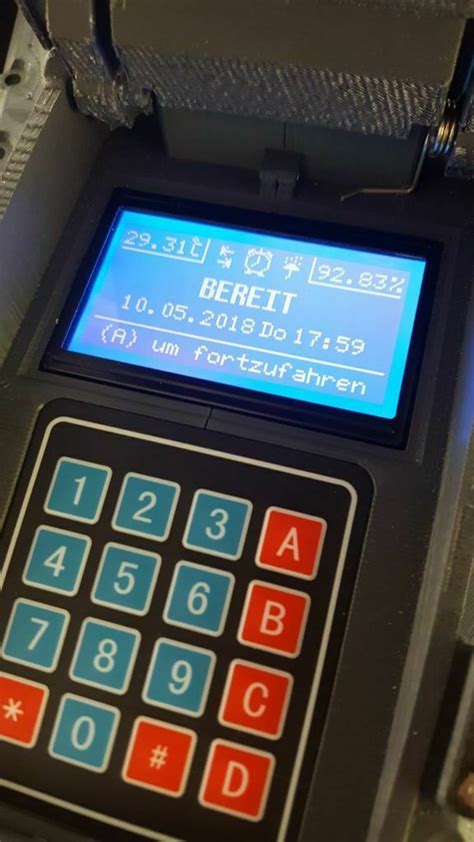 29.31℃ 92.83%
BEREIT
10.05.2018 Do 17:59
(A) um fortzufahren
1 2 3 A
4 5 6 B
7 8 9 C
* 0 # D